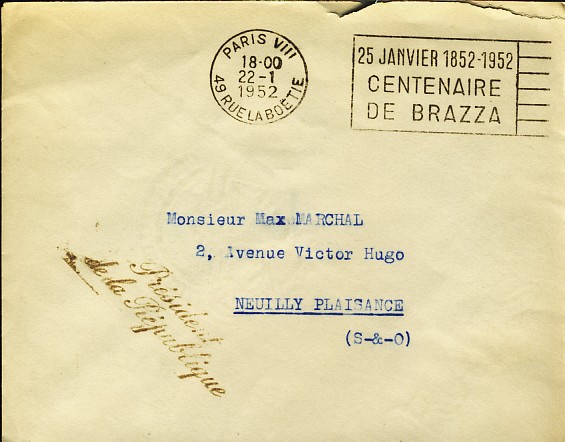 PARIS VIII
18-00
22-1
1952
49 RUE LA BOETIE
25 JANVIER 1852-1952
CENTENAIRE
DE BRAZZA
Monsieur Max MARCHAL
2, Avenue Victor Hugo
NEUILLY PLAISANCE
(S-&-O)
Président
de la République